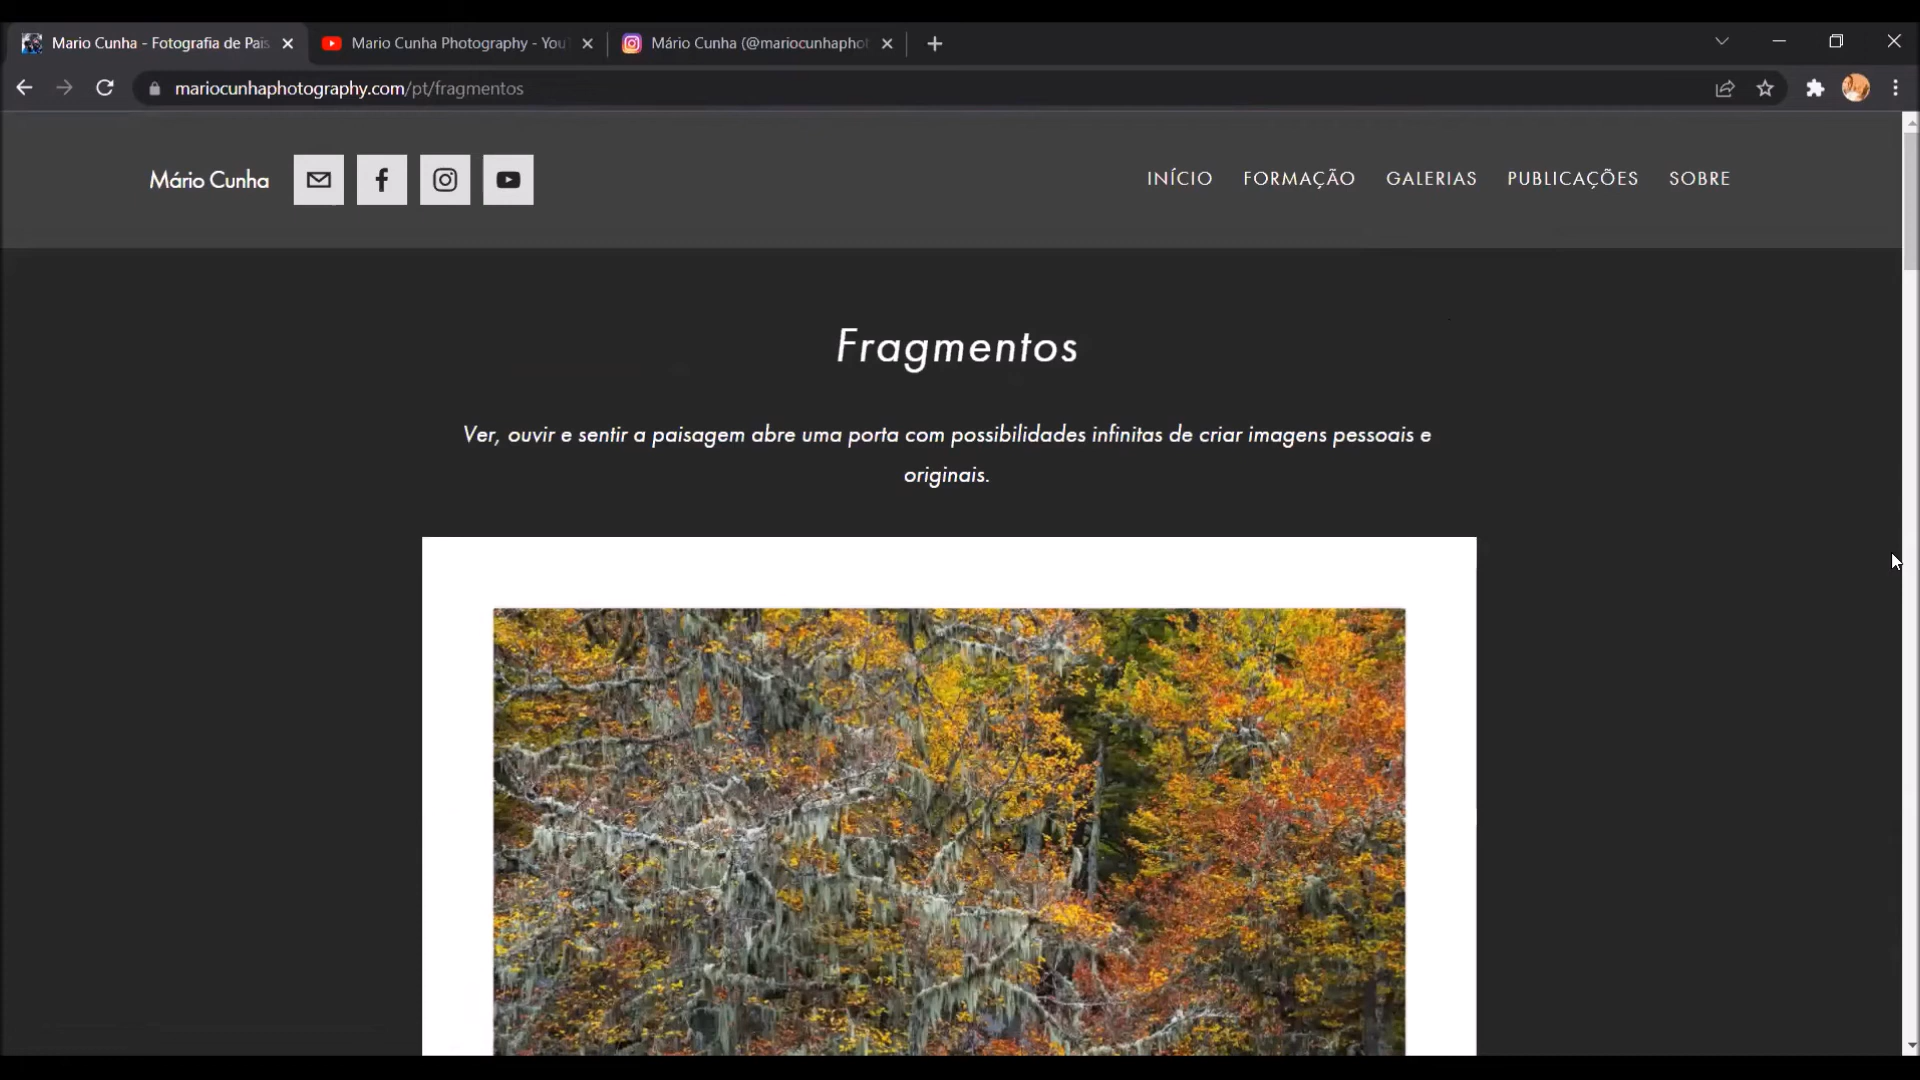 Mario Cunha - Fotografia de Pais
Mario Cunha Photography - You
Mário Cunha (@mariocunhaphot
mariocunhaphotography.com/pt/fragmentos
Mário Cunha
INÍCIO FORMAÇÃO GALERIAS PUBLICAÇÕES SOBRE
Fragmentos
Ver, ouvir e sentir a paisagem abre uma porta com possibilidades infinitas de criar imagens pessoais e
originais.